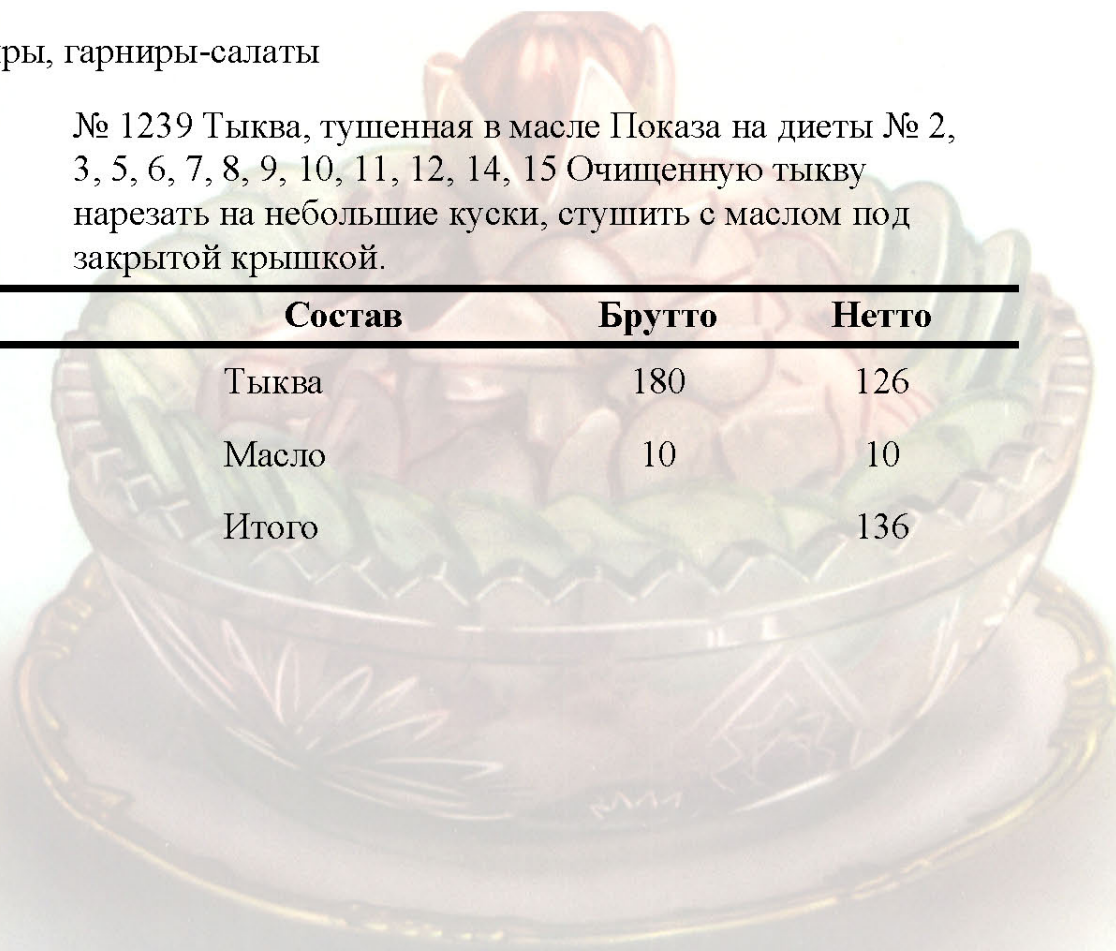 гарниры-салаты
№ 1239 Тыква, тушенная в масле Показа на диеты № 2,
3, 5, 6, 7, 8, 9, 10, 11, 12, 14, 15 Очищенную тыкву
нарезать на небольшие куски, стушить с маслом под
закрытой крышкой.
Состав Брутто Нетто
Тыква 180 126
Масло 10 10
Итого 136